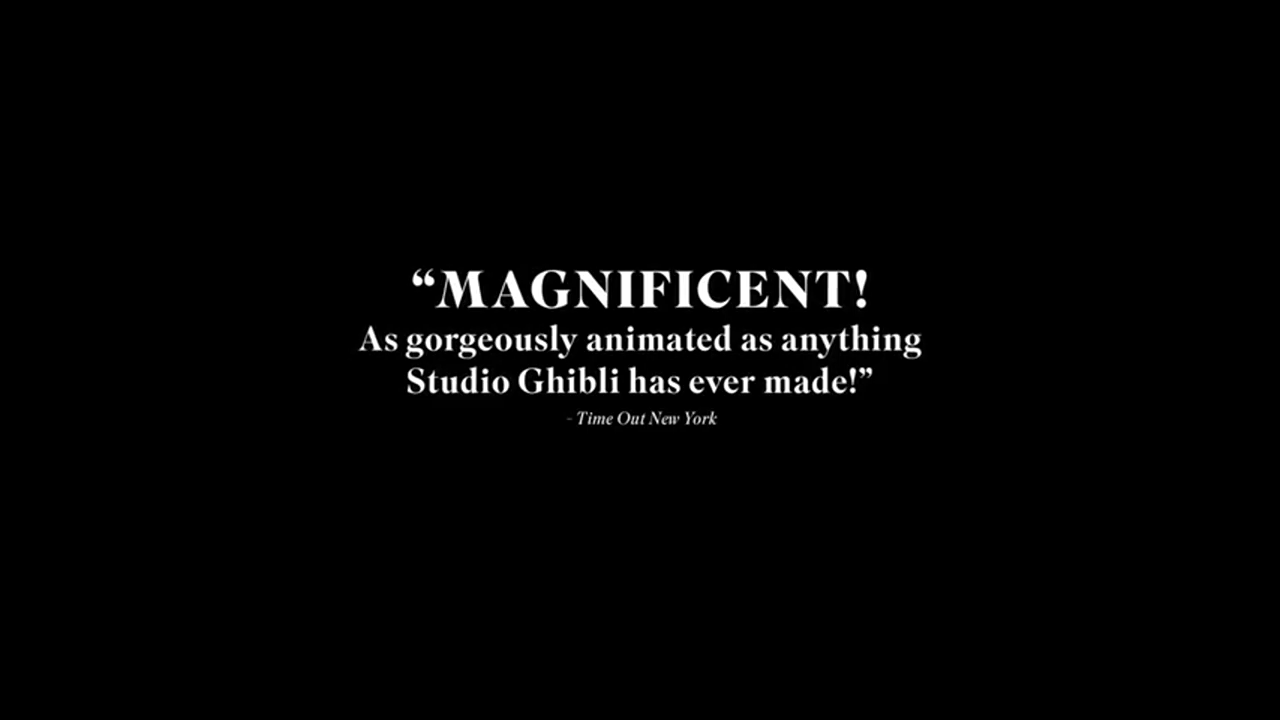 “MAGNIFICENT!
As gorgeously animated as anything
Studio Ghibli has ever made!”
- Time Out New York